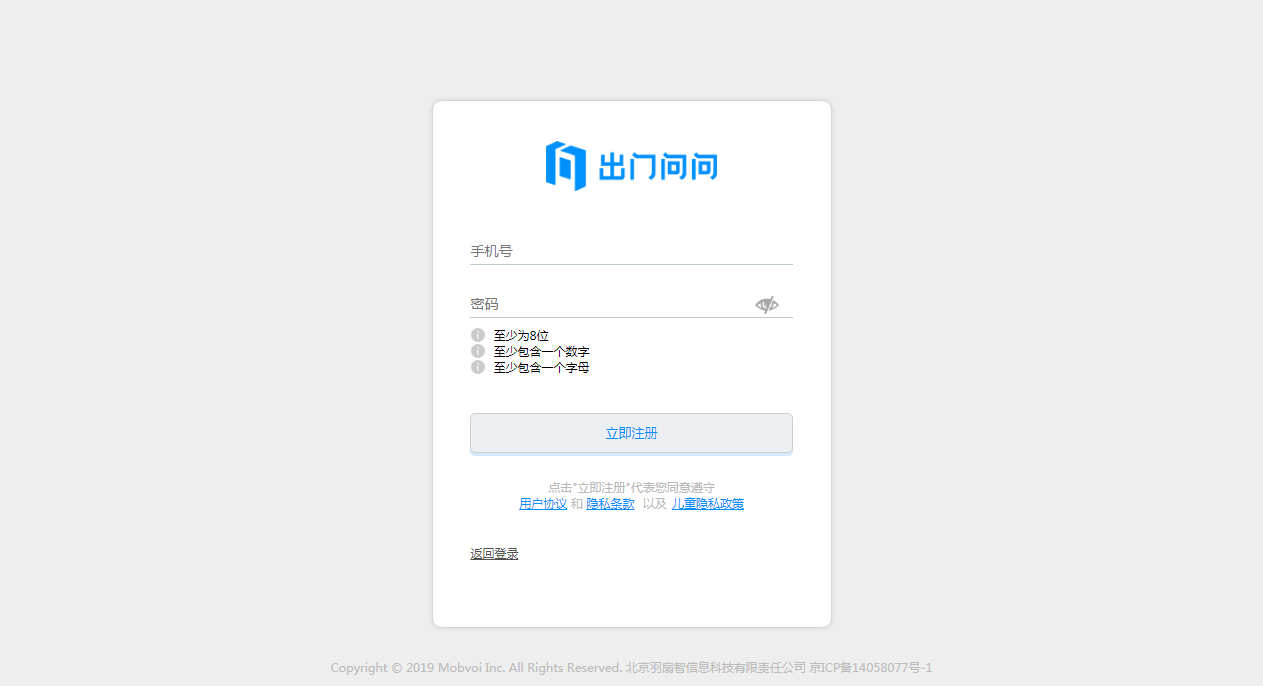 出门问问
手机号
密码
至少为8位
至少包含一个数字
至少包含一个字母
立即注册
点击"立即注册"代表您同意遵守
用户协议 和 隐私条款 以及 儿童隐私政策
返回登录
Copyright © 2019 Mobvoi Inc. All Rights Reserved. 北京羽扇智信息科技有限责任公司 京ICP备14058077号-1